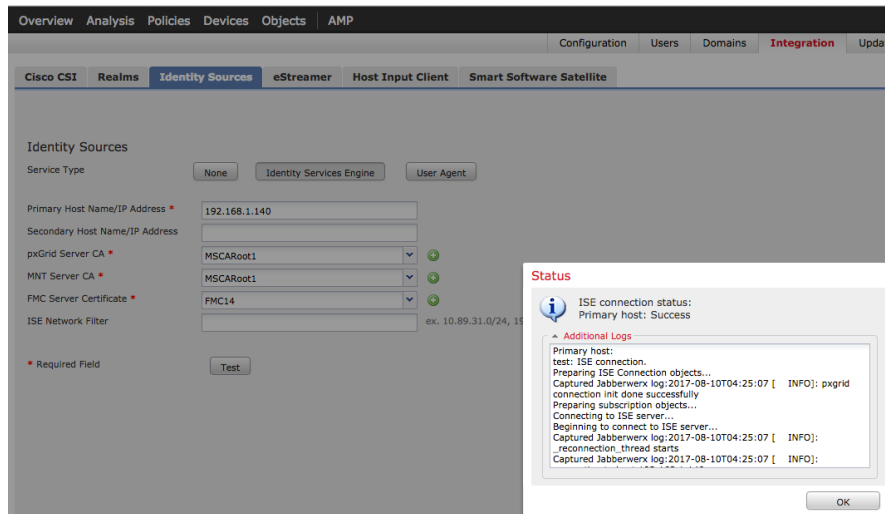 Overview Analysis Policies Devices Objects AMP
Configuration Users Domains Integration Upda
Cisco CSI Realms Identity Sources eStreamer Host Input Client Smart Software Satellite
Identity Sources
Service Type None Identity Services Engine User Agent
Primary Host Name/IP Address * 192.168.1.140
Secondary Host Name/IP Address
pxGrid Server CA * MSCARoot1
MNT Server CA * MSCARoot1
FMC Server Certificate * FMC14
ISE Network Filter ex. 10.89.31.0/24, 19
* Required Field Test
Status
ISE connection status:
Primary host: Success
Additional Logs
Primary host:
test: ISE connection.
Preparing ISE Connection objects...
Captured Jabberwerx log:2017-08-10T04:25:07 [ INFO]: pxgrid
connection init done successfully
Preparing subscription objects...
Connecting to ISE server...
Beginning to connect to ISE server...
Captured Jabberwerx log:2017-08-10T04:25:07 [ INFO]:
_reconnection_thread starts
Captured Jabberwerx log:2017-08-10T04:25:07 [ INFO]:
OK